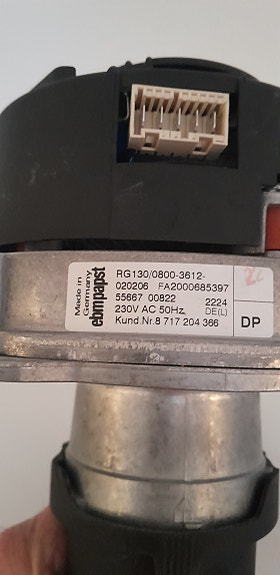 Made in
Germany
ebmpapst
RG130/0800-3612-
020206 FA2000685397
55667 00822 2224
230V AC 50Hz, DE(L)
Kund.Nr.8 717 204 366
DP